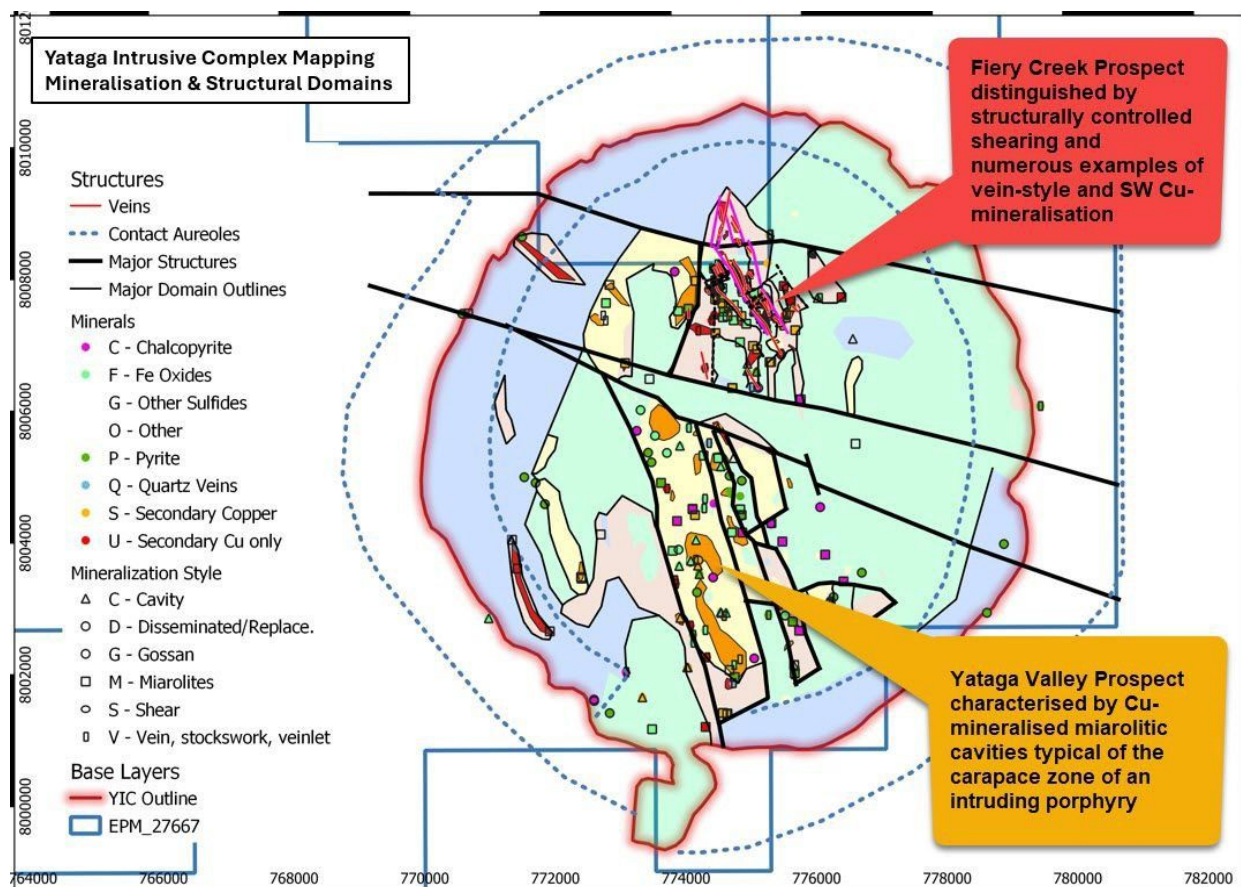 8012
Yataga Intrusive Complex Mapping
Mineralisation & Structural Domains
Fiery Creek Prospect
distinguished by
structurally controlled
shearing and
numerous examples of
vein-style and SW Cu-
mineralisation
8010000
8008000
8006000
8004000
8002000
8000000
Structures
Veins
Contact Aureoles
Major Structures
Major Domain Outlines
Minerals
C - Chalcopyrite
F - Fe Oxides
G - Other Sulfides
O - Other
P - Pyrite
Q - Quartz Veins
S - Secondary Copper
U - Secondary Cu only
Mineralization Style
C - Cavity
D - Disseminated/Replace.
G - Gossan
M - Miarolites
S - Shear
V - Vein, stockwork, veinlet
Base Layers
YIC Outline
EPM_27667
Yataga Valley Prospect
characterised by Cu-
mineralised miarolitic
cavities typical of the
carapace zone of an
intruding porphyry
764000 766000 768000 770000 772000 774000 776000 778000 780000 782000